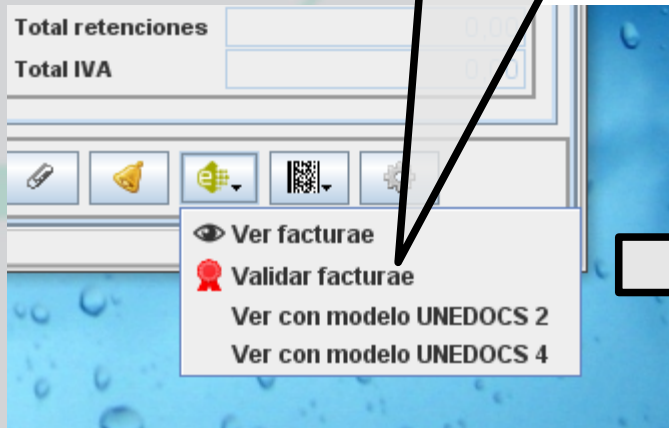 Total retenciones
0,00
Total IVA
Ver facturae
Validar facturae
Ver con modelo UNEDOCS 2
Ver con modelo UNEDOCS 4